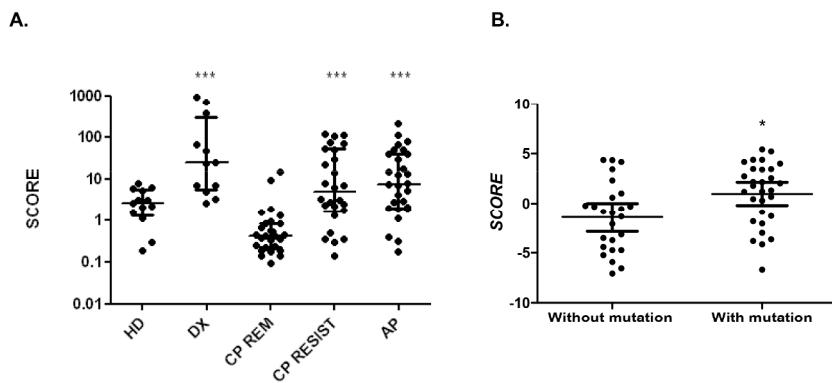 A.
B.
***
***
***
SCORE
1000
100
10
1
0.1
0.01
HD
DX
CP REM
CP RESIST
AP
*
SCORE
10
5
0
-5
-10
Without mutation
With mutation